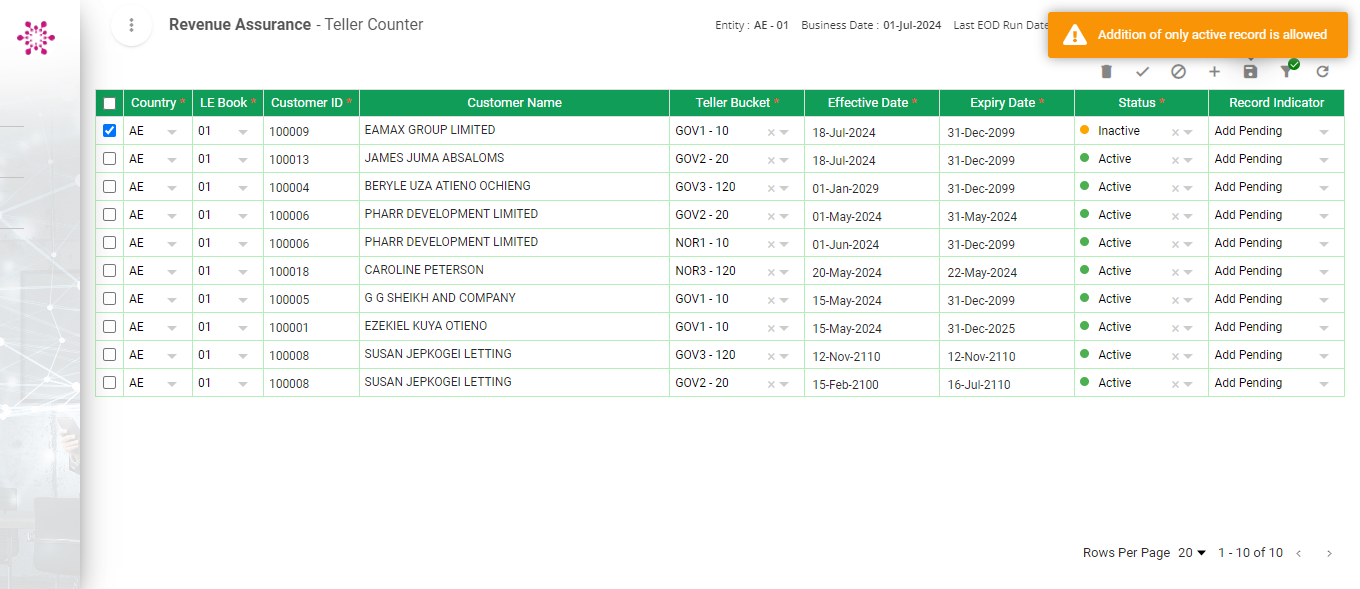 Revenue Assurance - Teller Counter
Entity : AE - 01 Business Date : 01-Jul-2024 Last EOD Run Date
Addition of only active record is allowed
Country * LE Book * Customer ID * Customer Name Teller Bucket * Effective Date * Expiry Date * Status * Record Indicator
AE 01 100009 EAMAX GROUP LIMITED GOV1 - 10 18-Jul-2024 31-Dec-2099 Inactive Add Pending
AE 01 100013 JAMES JUMA ABSALOMS GOV2 - 20 18-Jul-2024 31-Dec-2099 Active Add Pending
AE 01 100004 BERYLE UZA ATIENO OCHIENG GOV3 - 120 01-Jan-2029 31-Dec-2099 Active Add Pending
AE 01 100006 PHARR DEVELOPMENT LIMITED GOV2 - 20 01-May-2024 31-May-2024 Active Add Pending
AE 01 100006 PHARR DEVELOPMENT LIMITED NOR1 - 10 01-Jun-2024 31-Dec-2099 Active Add Pending
AE 01 100018 CAROLINE PETERSON NOR3 - 120 20-May-2024 22-May-2024 Active Add Pending
AE 01 100005 G G SHEIKH AND COMPANY GOV1 - 10 15-May-2024 31-Dec-2099 Active Add Pending
AE 01 100001 EZEKIEL KUYA OTIENO GOV1 - 10 15-May-2024 31-Dec-2025 Active Add Pending
AE 01 100008 SUSAN JEPKOGEI LETTING GOV3 - 120 12-Nov-2110 12-Nov-2110 Active Add Pending
AE 01 100008 SUSAN JEPKOGEI LETTING GOV2 - 20 15-Feb-2100 16-Jul-2110 Active Add Pending
Rows Per Page 20 1 - 10 of 10